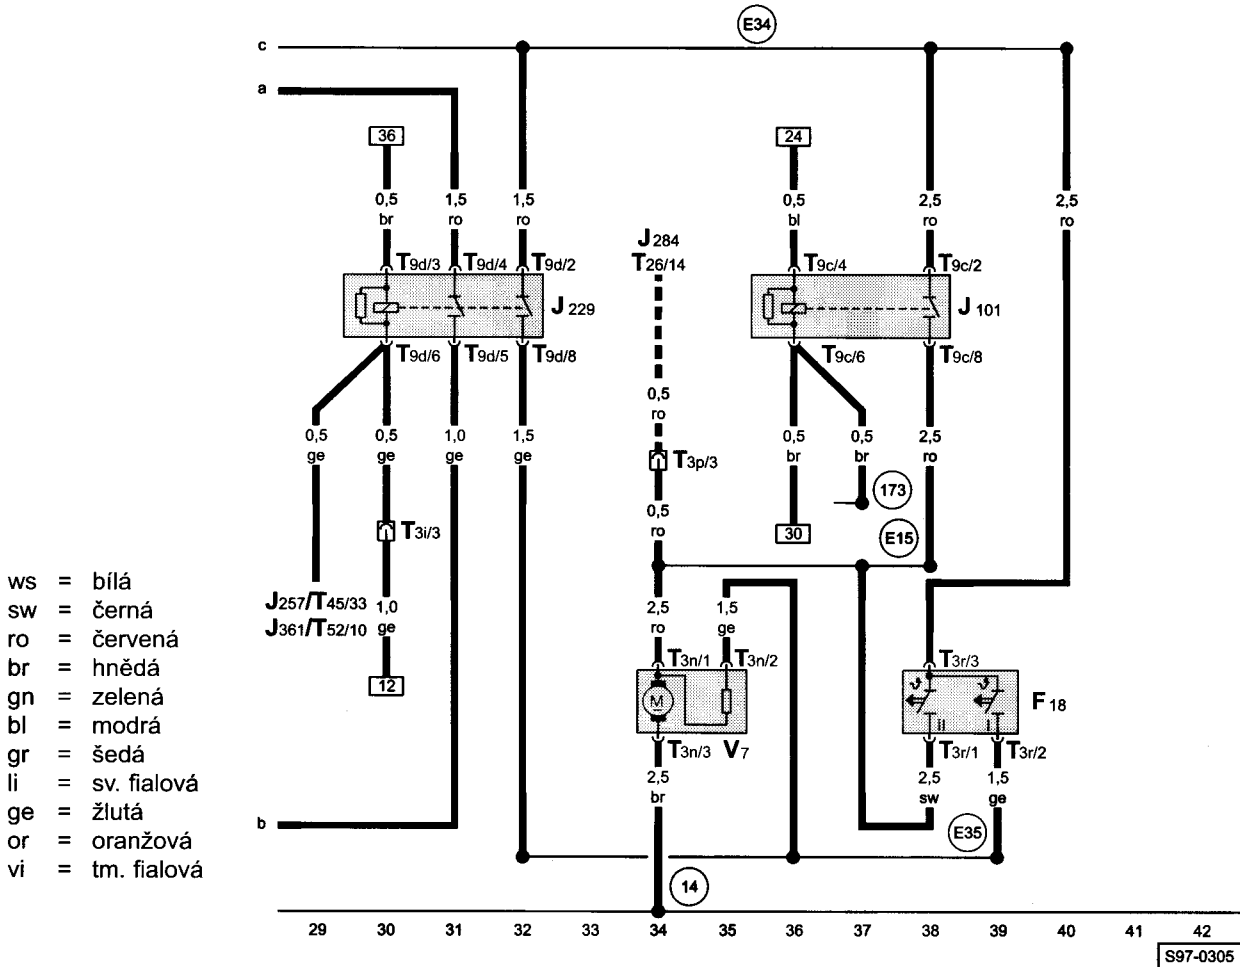 E34
c
a
36
24
0,5 1,5 1,5 0,5 2,5 2,5
br ro ro bl ro ro
J 284
T9d/3 T9d/4 T9d/2 T26/14 T9c/4 T9c/2
J 229 J 101
T9d/6 T9d/5 T9d/8 T9c/6 T9c/8
0,5
ro
0,5 0,5 1,0 1,5 0,5 0,5 2,5
ge ge ge ge br br ro
T3p/3
173
0,5
ro
T3i/3 30 E15
ws = bílá
sw = černá
ro = červená
br = hnědá
gn = zelená
bl = modrá
gr = šedá
li = sv. fialová
ge = žlutá
or = oranžová
vi = tm. fialová
J257/T45/33 1,0 2,5 1,5
J361/T52/10 ge ro ge
T3n/1 T3n/2 T3r/3
12
M F 18
ii i
T3n/3 V7 T3r/1 T3r/2
2,5 2,5 1,5
br sw ge
b E35
14
29 30 31 32 33 34 35 36 37 38 39 40 41 42
S97-0305